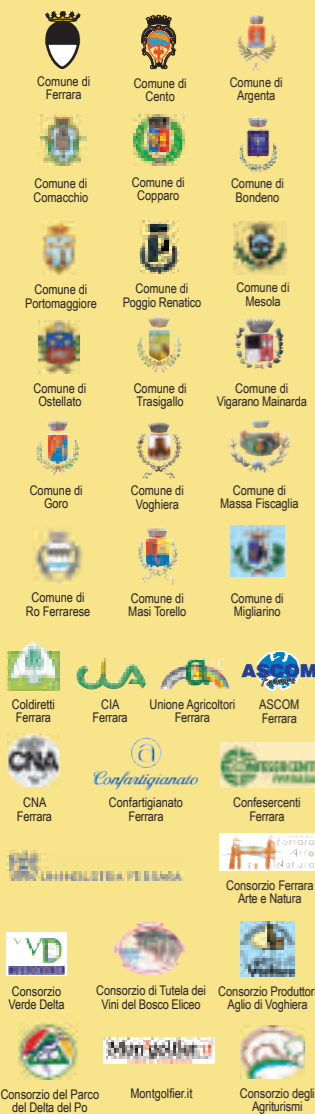 Comune di
Ferrara
Comune di
Cento
Comune di
Argenta
Comune di
Comacchio
Comune di
Copparo
Comune di
Bondeno
Comune di
Portomaggiore
Comune di
Poggio Renatico
Comune di
Mesola
Comune di
Ostellato
Comune di
Trasigallo
Comune di
Vigarano Mainarda
Comune di
Goro
Comune di
Voghiera
Comune di
Massa Fiscaglia
Comune di
Ro Ferrarese
Comune di
Masi Torello
Comune di
Migliarino
Coldiretti
Ferrara
CIA
CIA
Ferrara
Unione Agricoltori
Ferrara
ASCOM
ASCOM
Ferrara
CNA
CNA
Ferrara
a
Confartigianato
Confartigianato
Ferrara
Confesercenti
Ferrara
UNINDUSTRIA FERRARA
Ferrara
Arte
Natura
Consorzio Ferrara
Arte e Natura
VVD
Consorzio
Verde Delta
Consorzio di Tutela dei
Vini del Bosco Eliceo
Consorzio Produttori
Aglio di Voghiera
Consorzio del Parco
del Delta del Po
Mongolfier.it
Montgolfier.it
Consorzio degli
Agriturismi